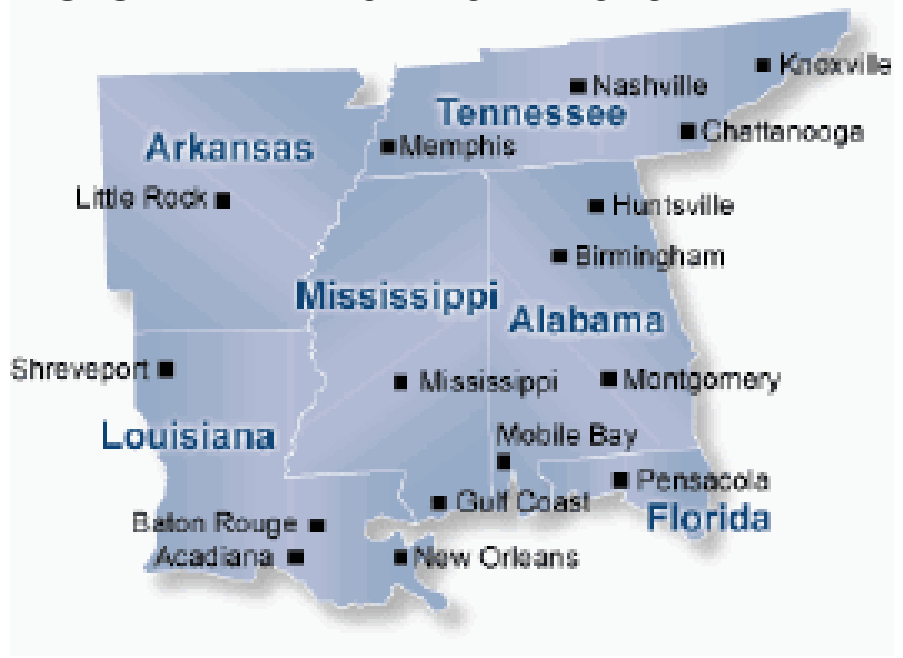 Knoxville
Nashville
Tennessee
Chattanooga
Arkansas
Memphis
Little Rock
Huntsville
Birmingham
Mississippi
Alabama
Shreveport
Mississippi
Montgomery
Louisiana
Mobile Bay
Pensacola
Gulf Coast
Florida
Baton Rouge
Acadiana
New Orleans